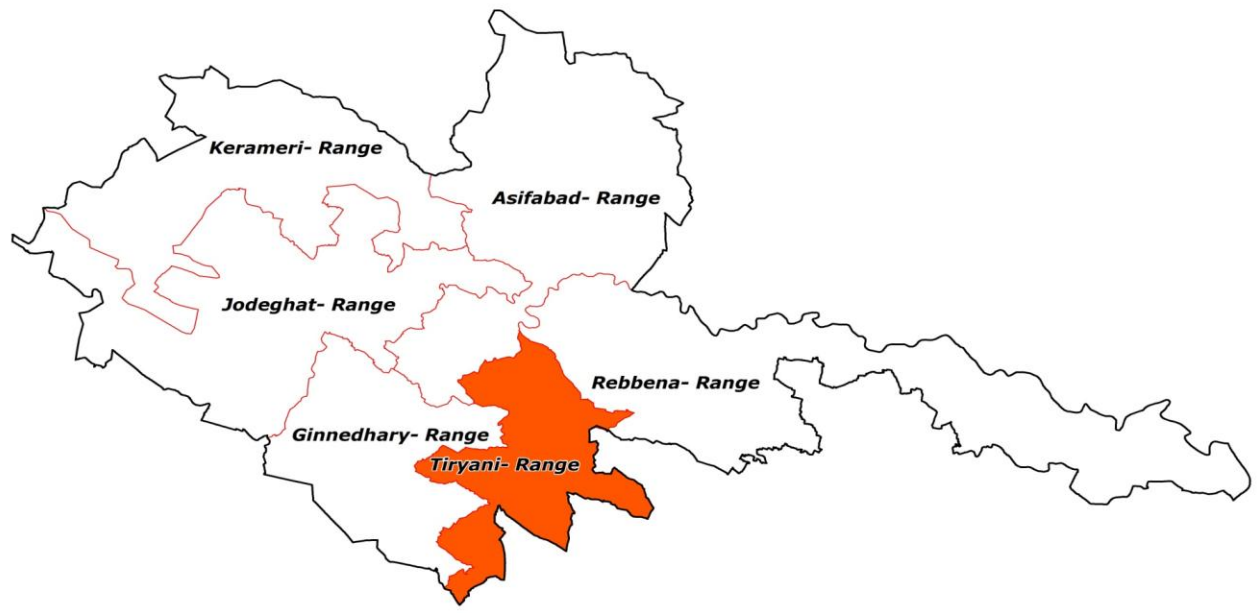 Kerameri- Range
Asifabad- Range
Jodeghat- Range
Rebbena- Range
Ginnedhary- Range
Tiryani- Range